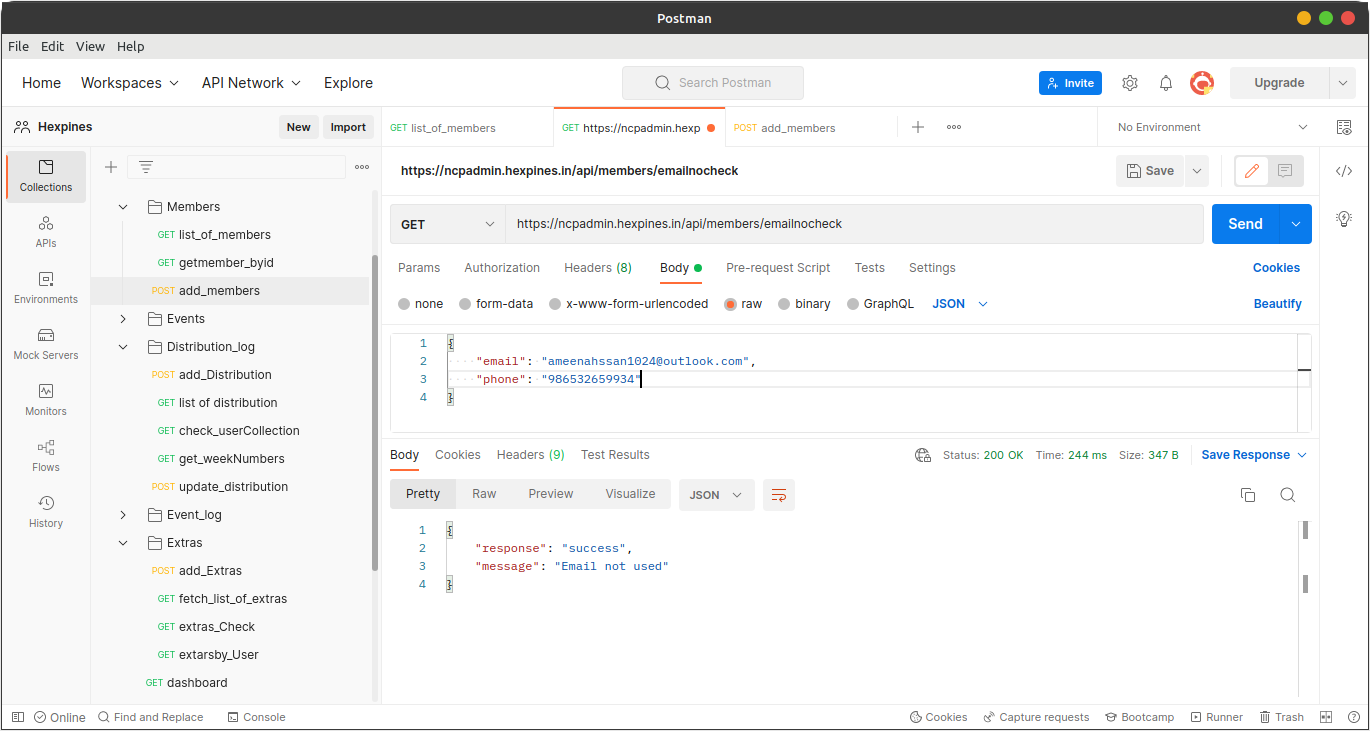 Postman
File Edit View Help
Home Workspaces API Network Explore Search Postman Invite Upgrade
Hexpines New Import
GET list_of_members GET https://ncpadmin.hexp POST add_members No Environment
Collections
APIs
Environments
Mock Servers
Monitors
Flows
History
Members
GET list_of_members
GET getmember_byid
POST add_members
Events
Distribution_log
POST add_Distribution
GET list of distribution
GET check_userCollection
GET get_weekNumbers
POST update_distribution
Event_log
Extras
POST add_Extras
GET fetch_list_of_extras
GET extras_Check
GET extarsby_User
GET dashboard
https://ncpadmin.hexpines.in/api/members/emailnocheck Save
GET https://ncpadmin.hexpines.in/api/members/emailnocheck Send
Params Authorization Headers (8) Body Pre-request Script Tests Settings Cookies
none form-data x-www-form-urlencoded raw binary GraphQL JSON Beautify
1 {
2 "email": "ameenahssan1024@outlook.com",
3 "phone": "986532659934"
4 }
Body Cookies Headers (9) Test Results Status: 200 OK Time: 244 ms Size: 347 B Save Response
Pretty Raw Preview Visualize JSON
1 {
2 "response": "success",
3 "message": "Email not used"
4 }
Online Find and Replace Console Cookies Capture requests Bootcamp Runner Trash